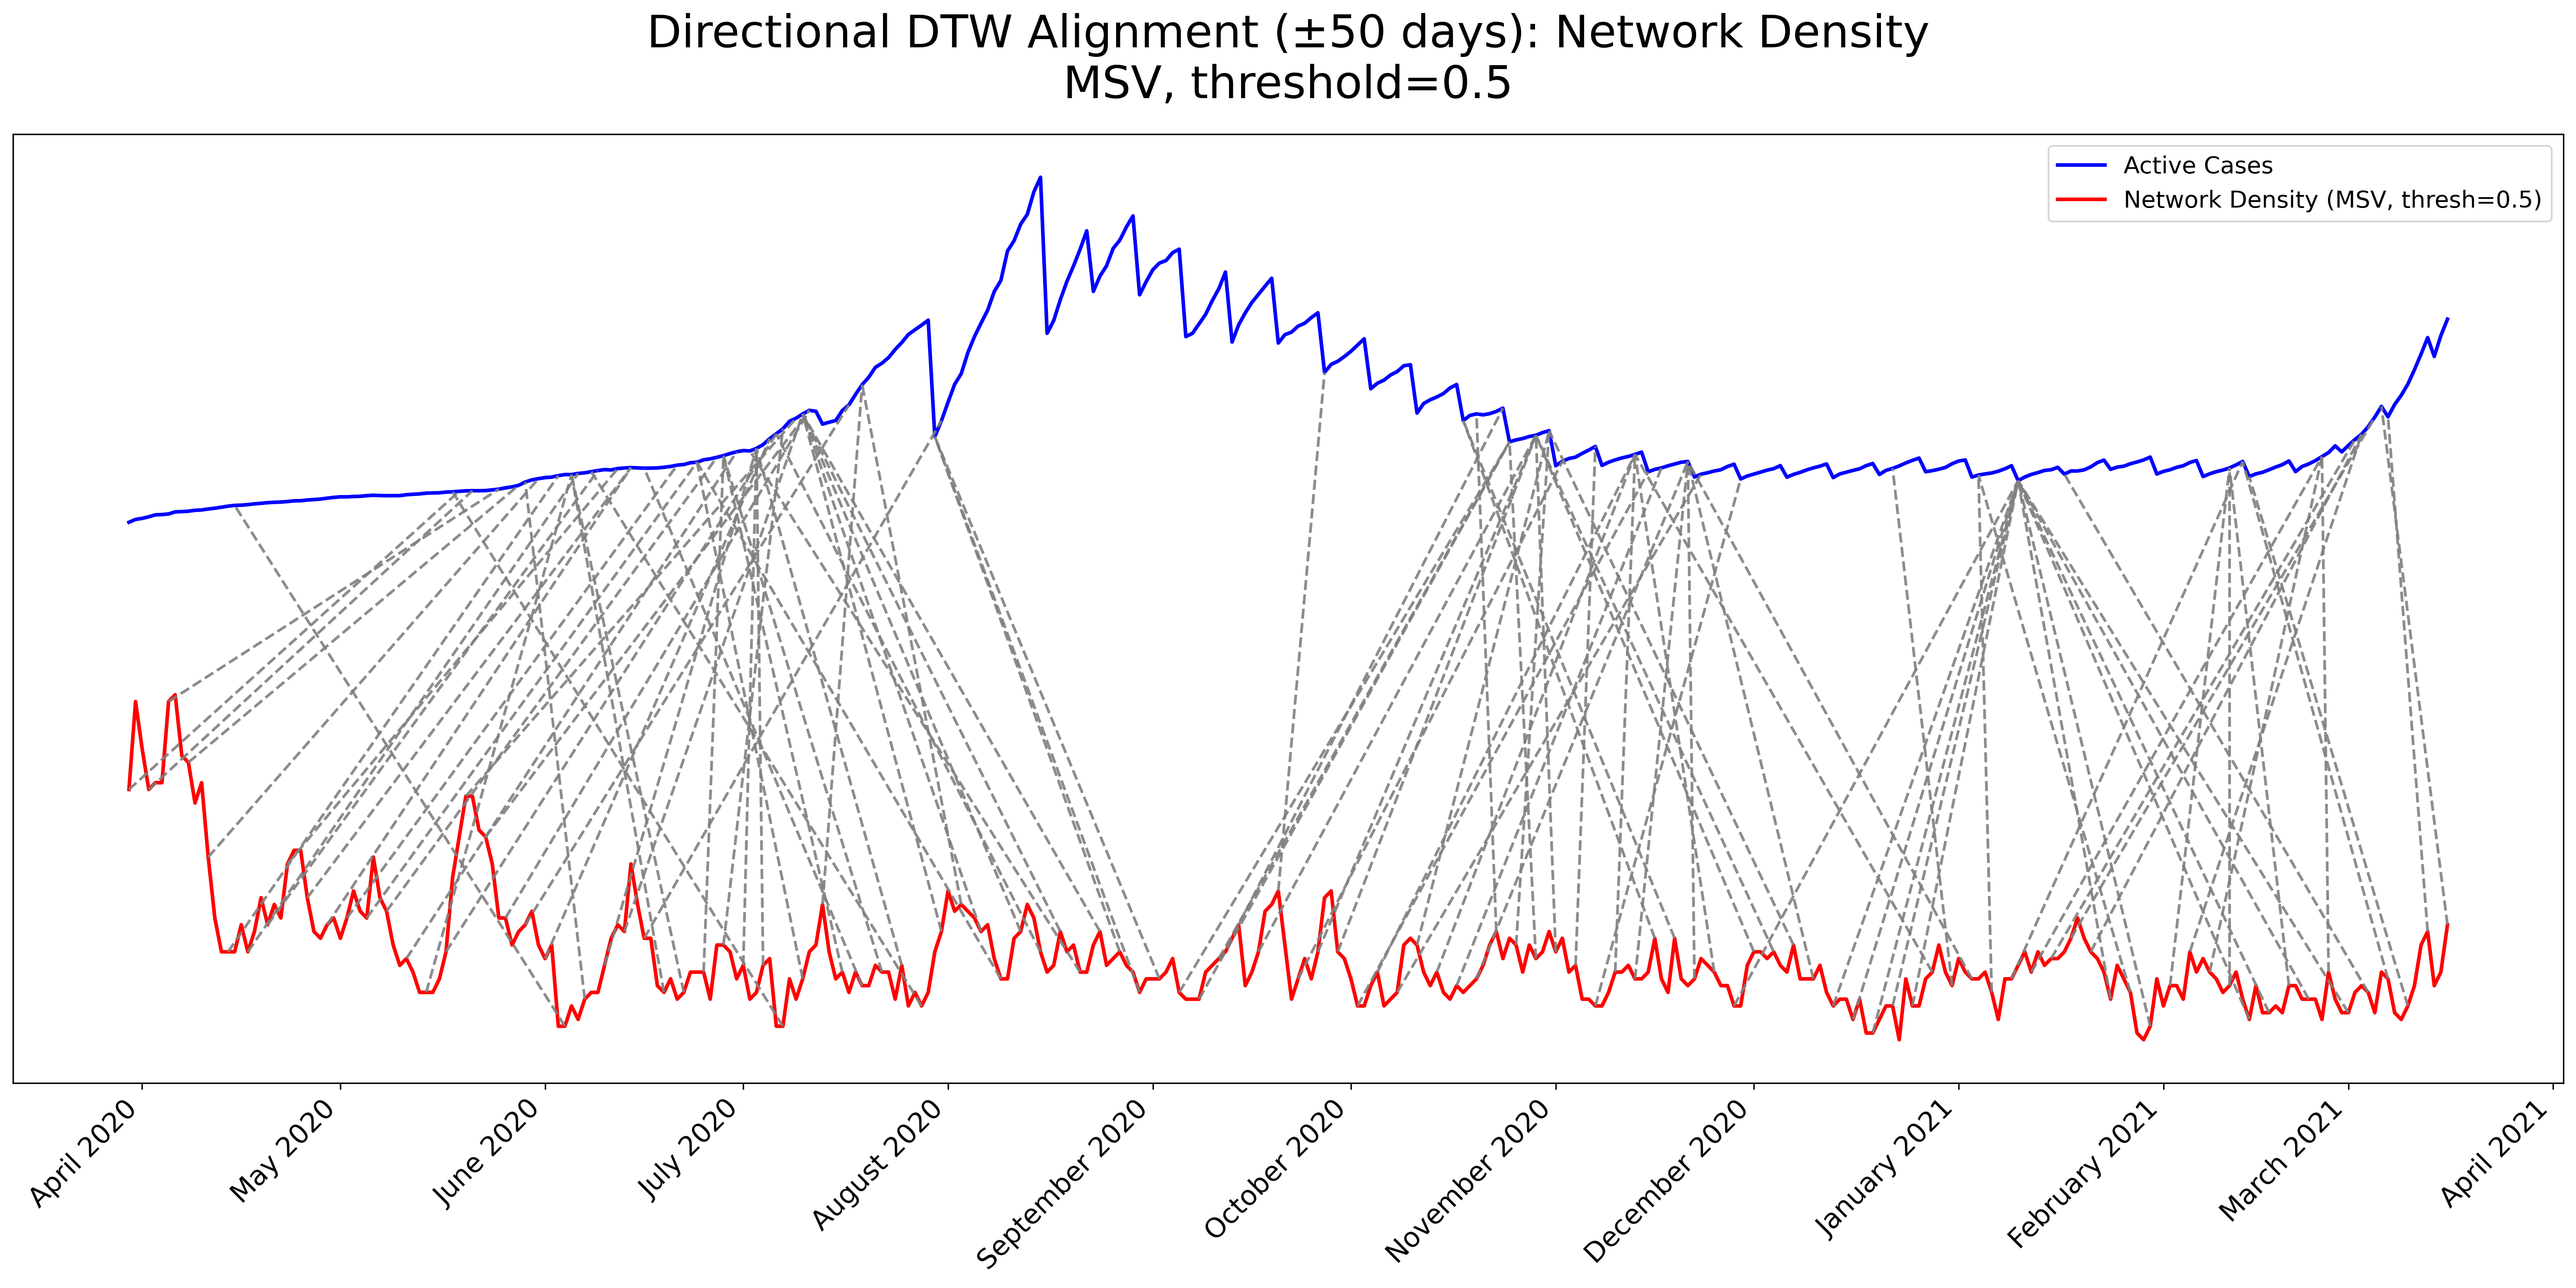 Directional DTW Alignment (±50 days): Network Density
MSV, threshold=0.5
Active Cases
Network Density (MSV, thresh=0.5)
April 2020
May 2020
June 2020
July 2020
August 2020
September 2020
October 2020
November 2020
December 2020
January 2021
February 2021
March 2021
April 2021